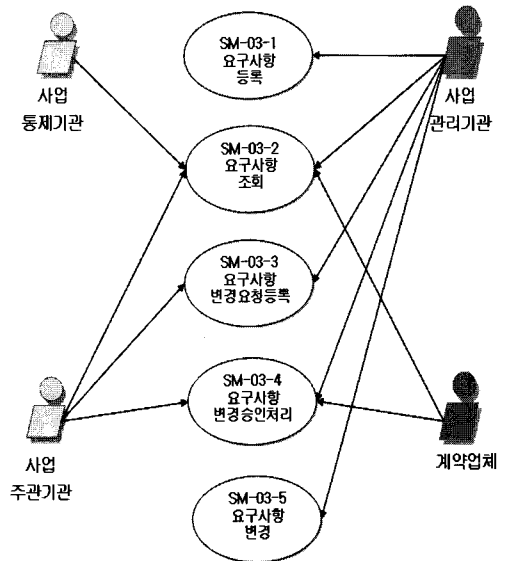 SM-03-1
요구사항
등록
사업
통제기관
사업
관리기관
SM-03-2
요구사항
조회
SM-03-3
요구사항
변경요청등록
SM-03-4
요구사항
변경승인처리
사업
주관기관
계약업체
SM-03-5
요구사항
변경